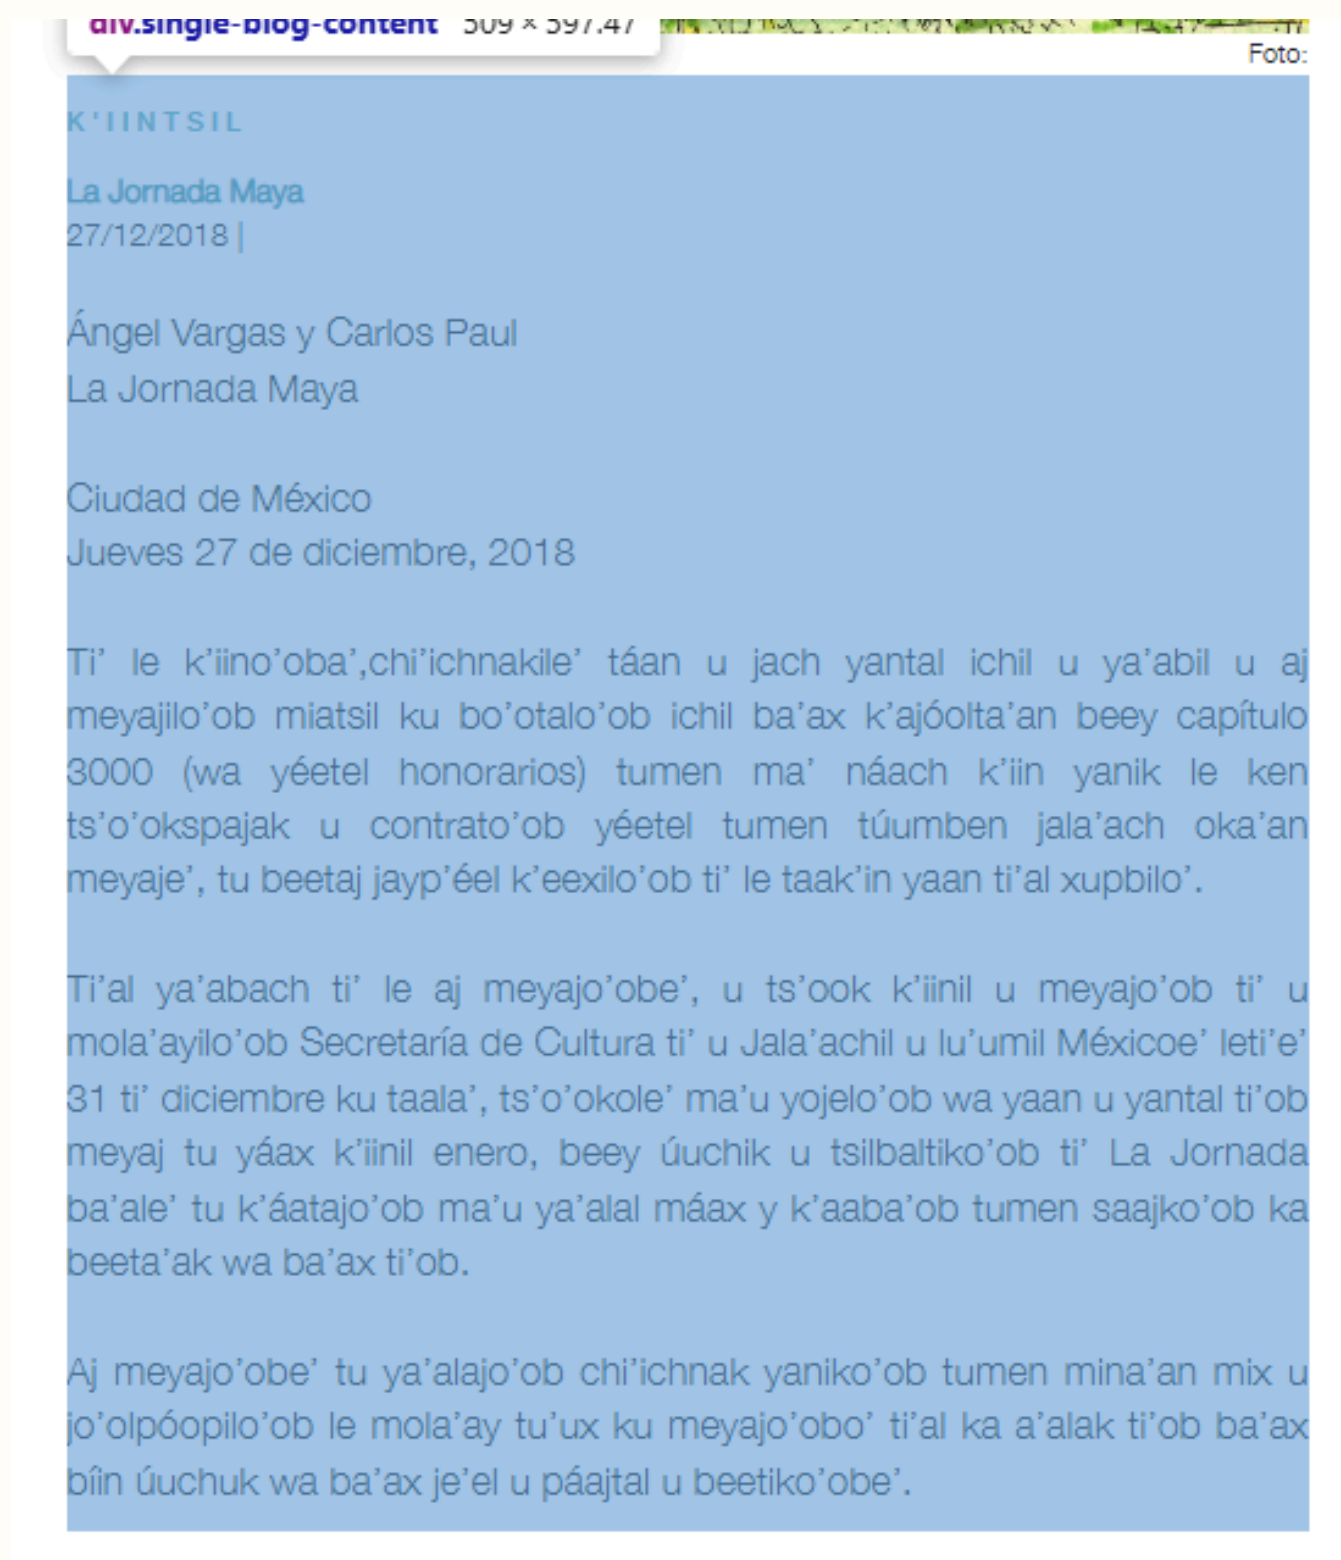 div.single-blog-content 509 × 597.47
Foto:
K'IINTSIL
La Jornada Maya
27/12/2018 |
Ángel Vargas y Carlos Paul
La Jornada Maya
Ciudad de México
Jueves 27 de diciembre, 2018
Ti’ le k’iino’oba’,chi’ichnakile’ táan u jach yantal ichil u ya’abil u aj
meyajilo’ob miatsil ku bo’otalo’ob ichil ba’ax k’ajóolta’an beey capítulo
3000 (wa yéetel honorarios) tumen ma’ náach k’iin yanik le ken
ts’o’okspajak u contrato’ob yéetel tumen túumben jala’ach oka’an
meyaje’, tu beetaj jayp’éel k’eexilo’ob ti’ le taak’in yaan ti’al xupbilo’.
Ti’al ya’abach ti’ le aj meyajo’obe’, u ts’ook k’iinil u meyajo’ob ti’ u
mola’ayilo’ob Secretaría de Cultura ti’ u Jala’achil u lu’umil Méxicoe’ leti’e’
31 ti’ diciembre ku taala’, ts’o’okole’ ma’u yojelo’ob wa yaan u yantal ti’ob
meyaj tu yáax k’iinil enero, beey úuchik u tsilbaltiko’ob ti’ La Jornada
ba’ale’ tu k’áatajo’ob ma’u ya’alal máax y k’aaba’ob tumen saajko’ob ka
beeta’ak wa ba’ax ti’ob.
Aj meyajo’obe’ tu ya’alajo’ob chi’ichnak yaniko’ob tumen mina’an mix u
jo’olpóopilo’ob le mola’ay tu’ux ku meyajo’obo’ ti’al ka a’alak ti’ob ba’ax
bíin úuchuk wa ba’ax je’el u páajtal u beetiko’obe’.